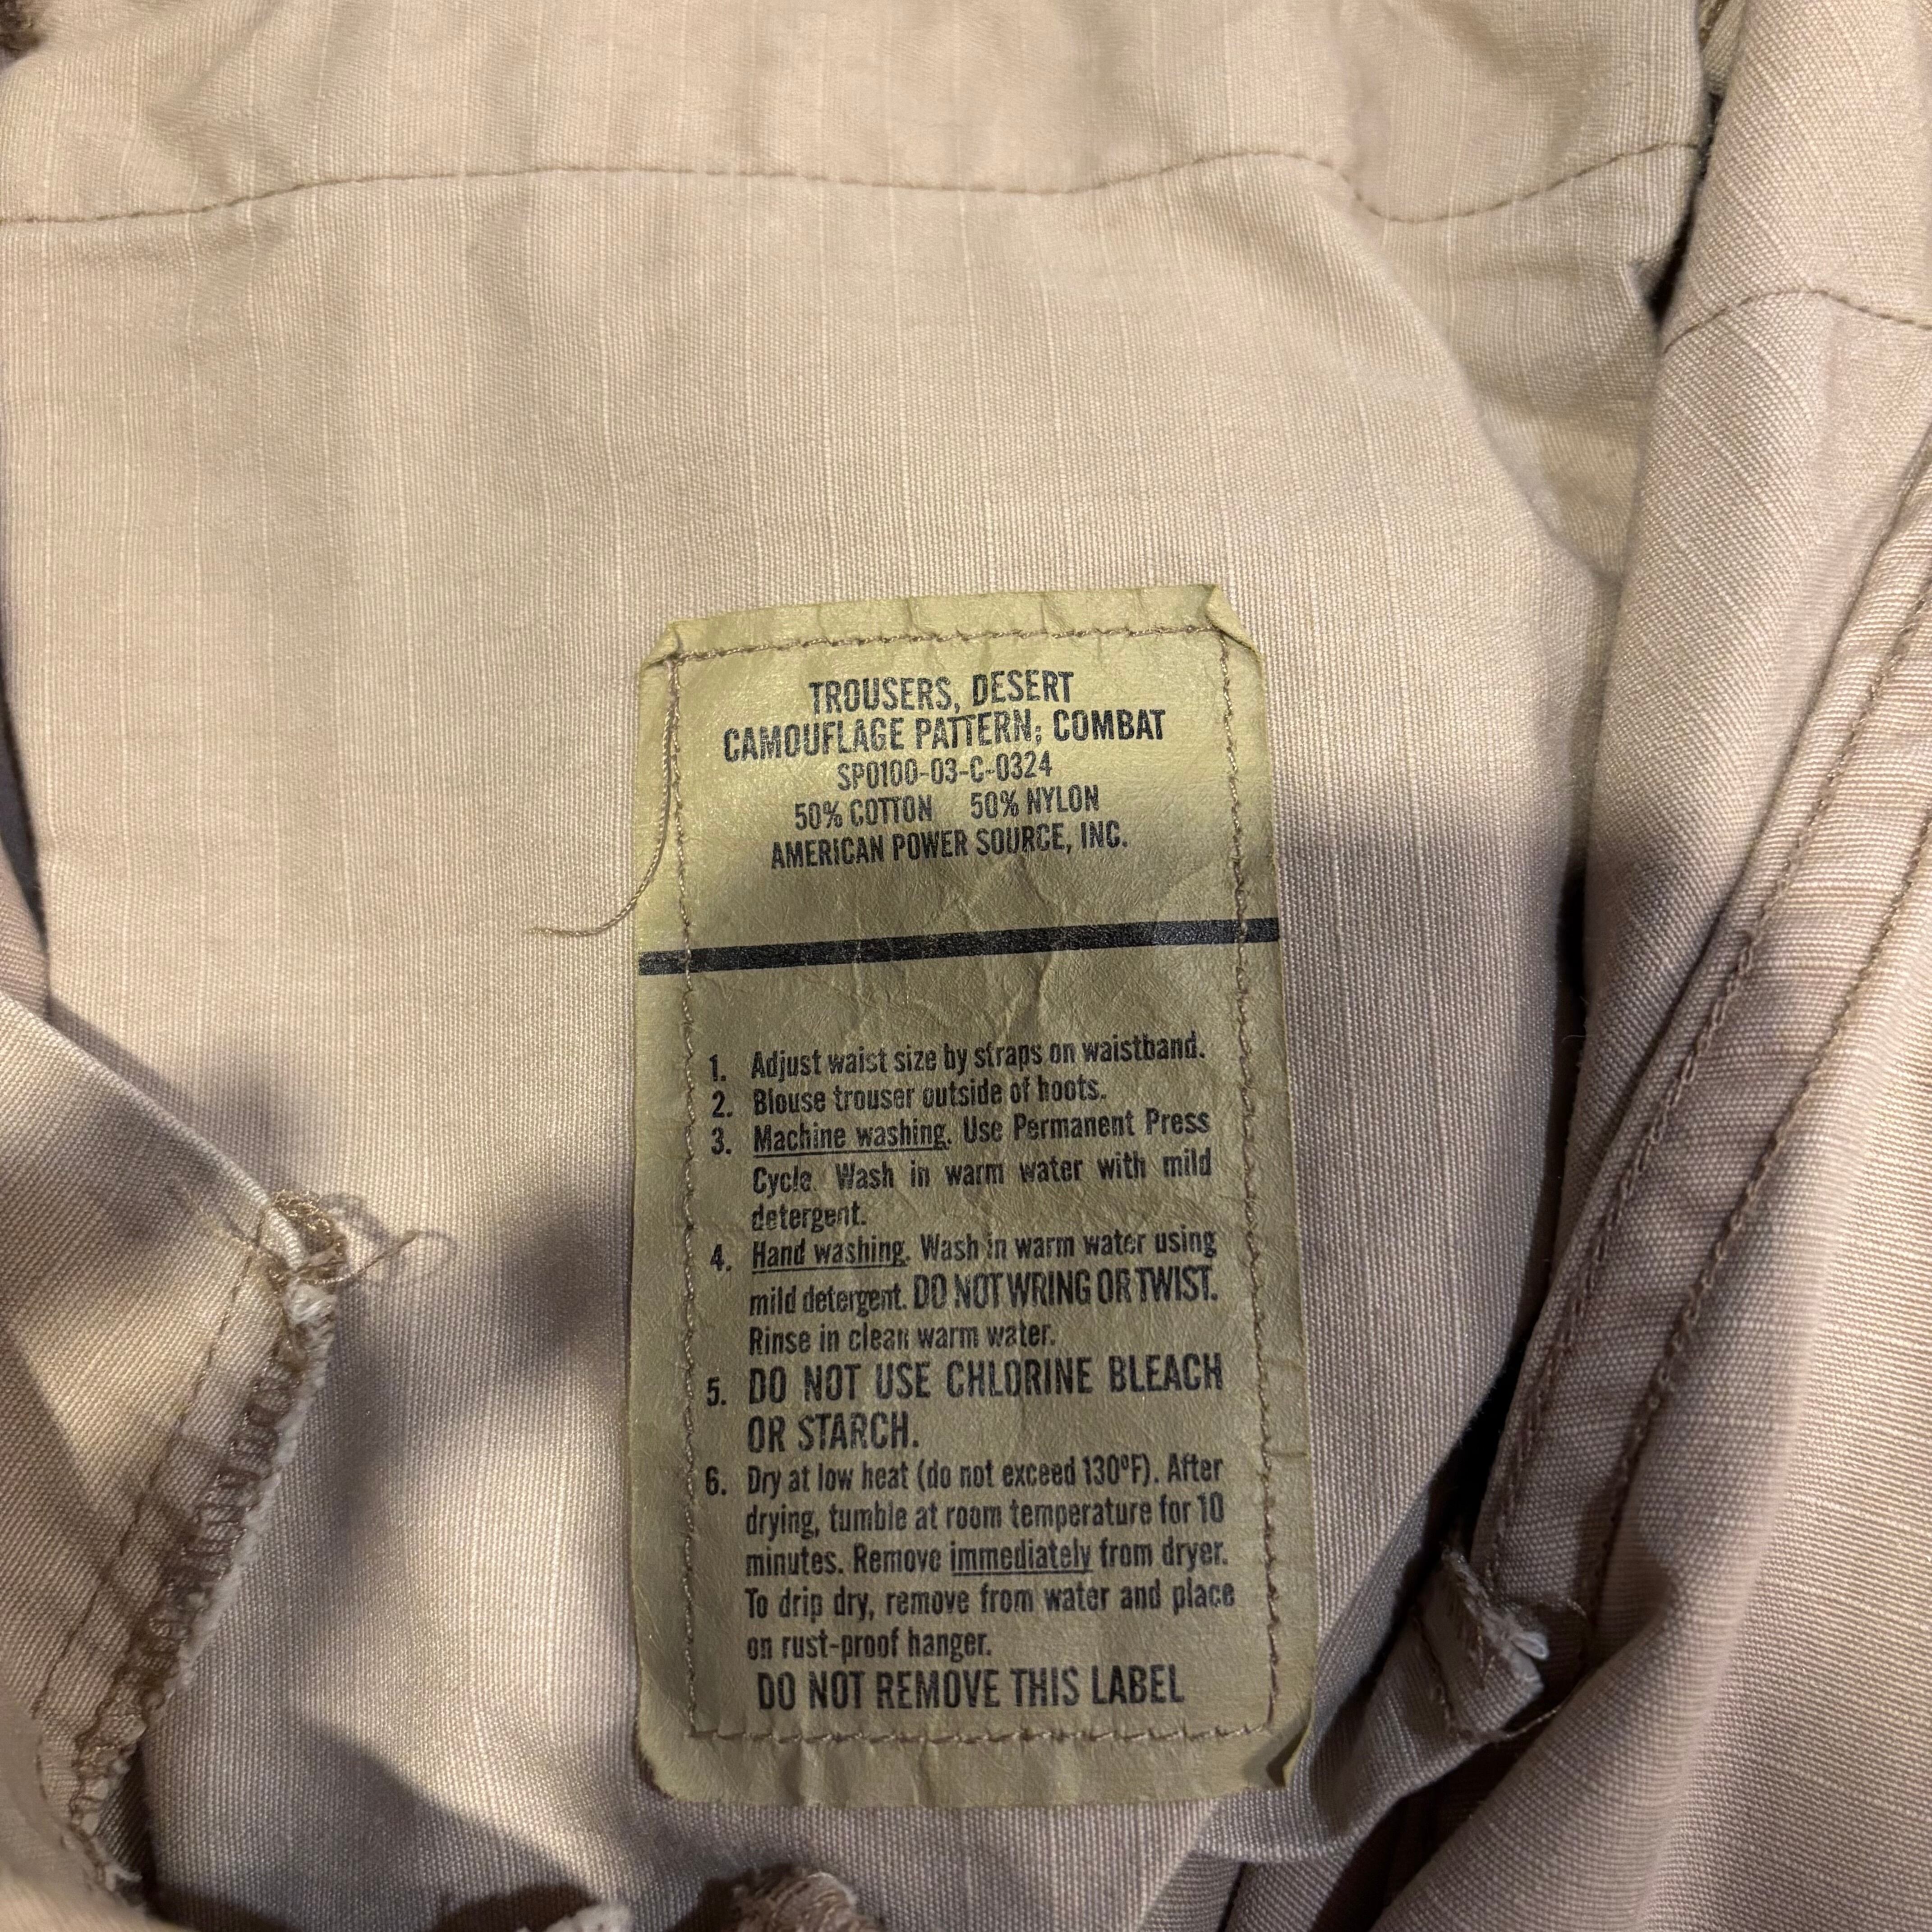 TROUSERS, DESERT
CAMOUFLAGE PATTERN; COMBAT
SPO100-03-C-0324
50% COTTON 50% NYLON
AMERICAN POWER SOURCE, INC.
1. Adjust waist size by straps on waistband.
2. Blouse trouser outside of boots.
3. Machine washing. Use Permanent Press
Cycle. Wash in warm water with mild
detergent.
4. Hand washing. Wash in warm water using
mild detergent. DO NOT WRING OR TWIST.
Rinse in clean warm water.
5. DO NOT USE CHLORINE BLEACH
OR STARCH.
6. Dry at low heat (do not exceed 130°F). After
drying, tumble at room temperature for 10
minutes. Remove immediately from dryer.
To drip dry, remove from water and place
on rust-proof hanger.
DO NOT REMOVE THIS LABEL